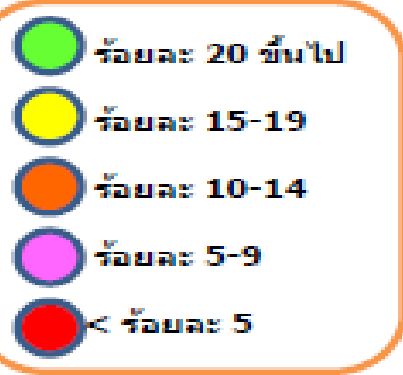 ร้อยละ 20 ขึ้นไป
ร้อยละ 15-19
ร้อยละ 10-14
ร้อยละ 5-9
< ร้อยละ 5